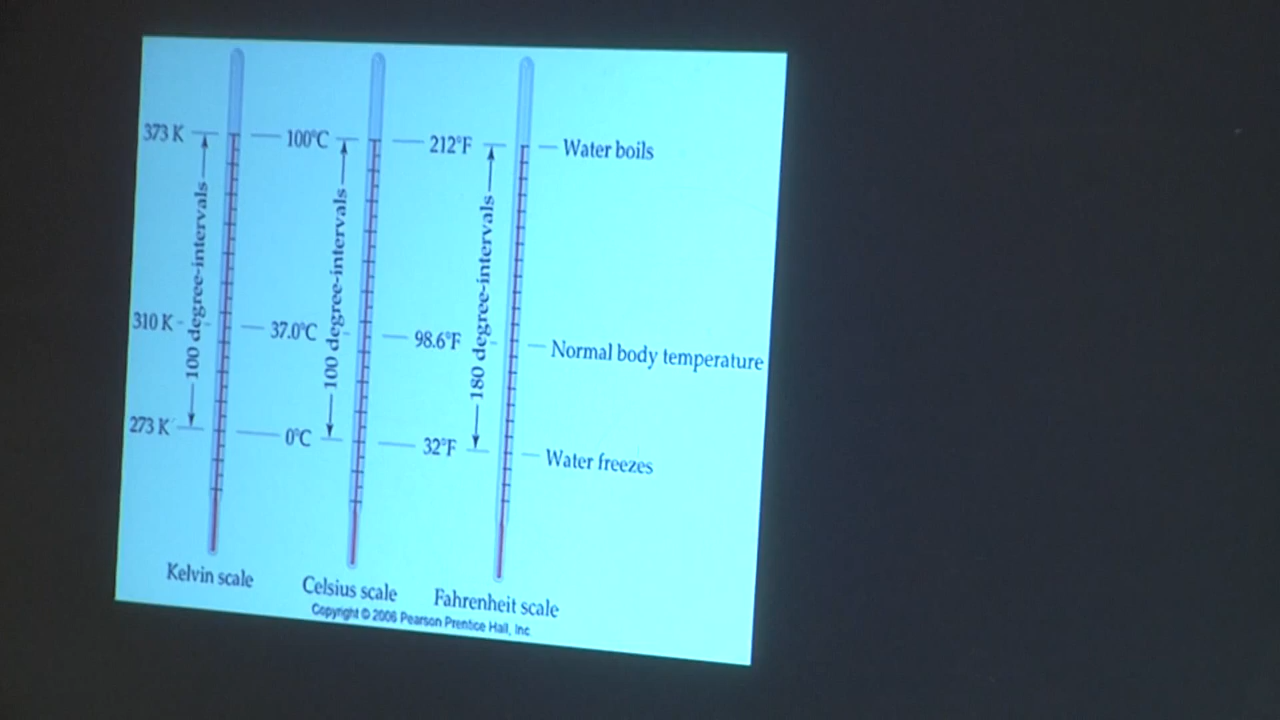 373 K
100°C
212°F
Water boils
100 degree-intervals
100 degree-intervals
180 degree-intervals
310 K
37.0°C
98.6°F
Normal body temperature
273 K
0°C
32°F
Water freezes
Kelvin scale
Celsius scale
Fahrenheit scale
Copyright © 2006 Pearson Prentice Hall, Inc